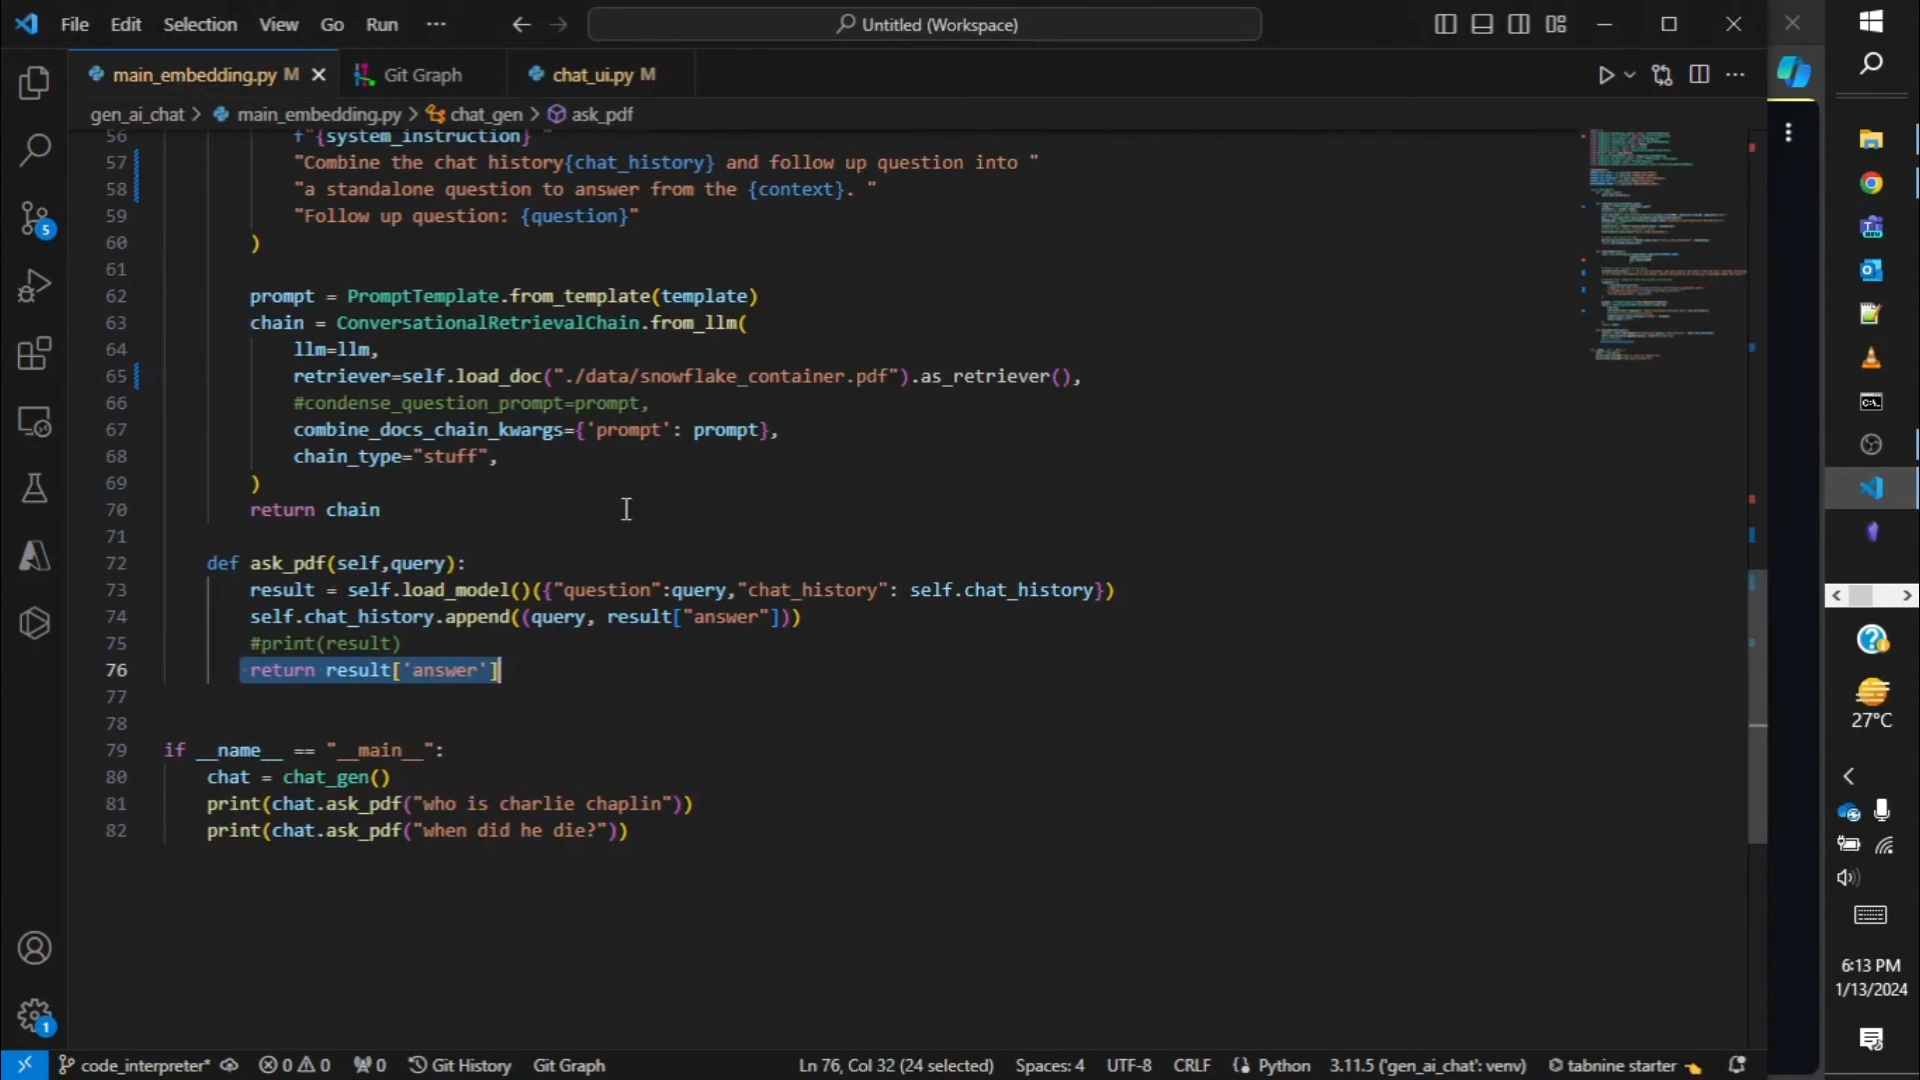 File Edit Selection View Go Run ···
Untitled (Workspace)
main_embedding.py M
Git Graph
chat_ui.py M
gen_ai_chat > main_embedding.py > chat_gen > ask_pdf
56 f"{system_instruction} "
57 "Combine the chat history{chat_history} and follow up question into "
58 "a standalone question to answer from the {context}. "
59 "Follow up question: {question}"
60 )
61
62 prompt = PromptTemplate.from_template(template)
63 chain = ConversationalRetrievalChain.from_llm(
64 llm=llm,
65 retriever=self.load_doc("./data/snowflake_container.pdf").as_retriever(),
66 #condense_question_prompt=prompt,
67 combine_docs_chain_kwargs={'prompt': prompt},
68 chain_type="stuff",
69 )
70 return chain
71
72 def ask_pdf(self,query):
73 result = self.load_model()({"question":query,"chat_history": self.chat_history})
74 self.chat_history.append((query, result["answer"]))
75 #print(result)
76 return result['answer']
77
78
79 if __name__ == "__main__":
80 chat = chat_gen()
81 print(chat.ask_pdf("who is charlie chaplin"))
82 print(chat.ask_pdf("when did he die?"))
5
1
27°C
6:13 PM
1/13/2024
code_interpreter* 0 0 0 Git History Git Graph Ln 76, Col 32 (24 selected) Spaces: 4 UTF-8 CRLF Python 3.11.5 ('gen_ai_chat': venv) tabnine starter